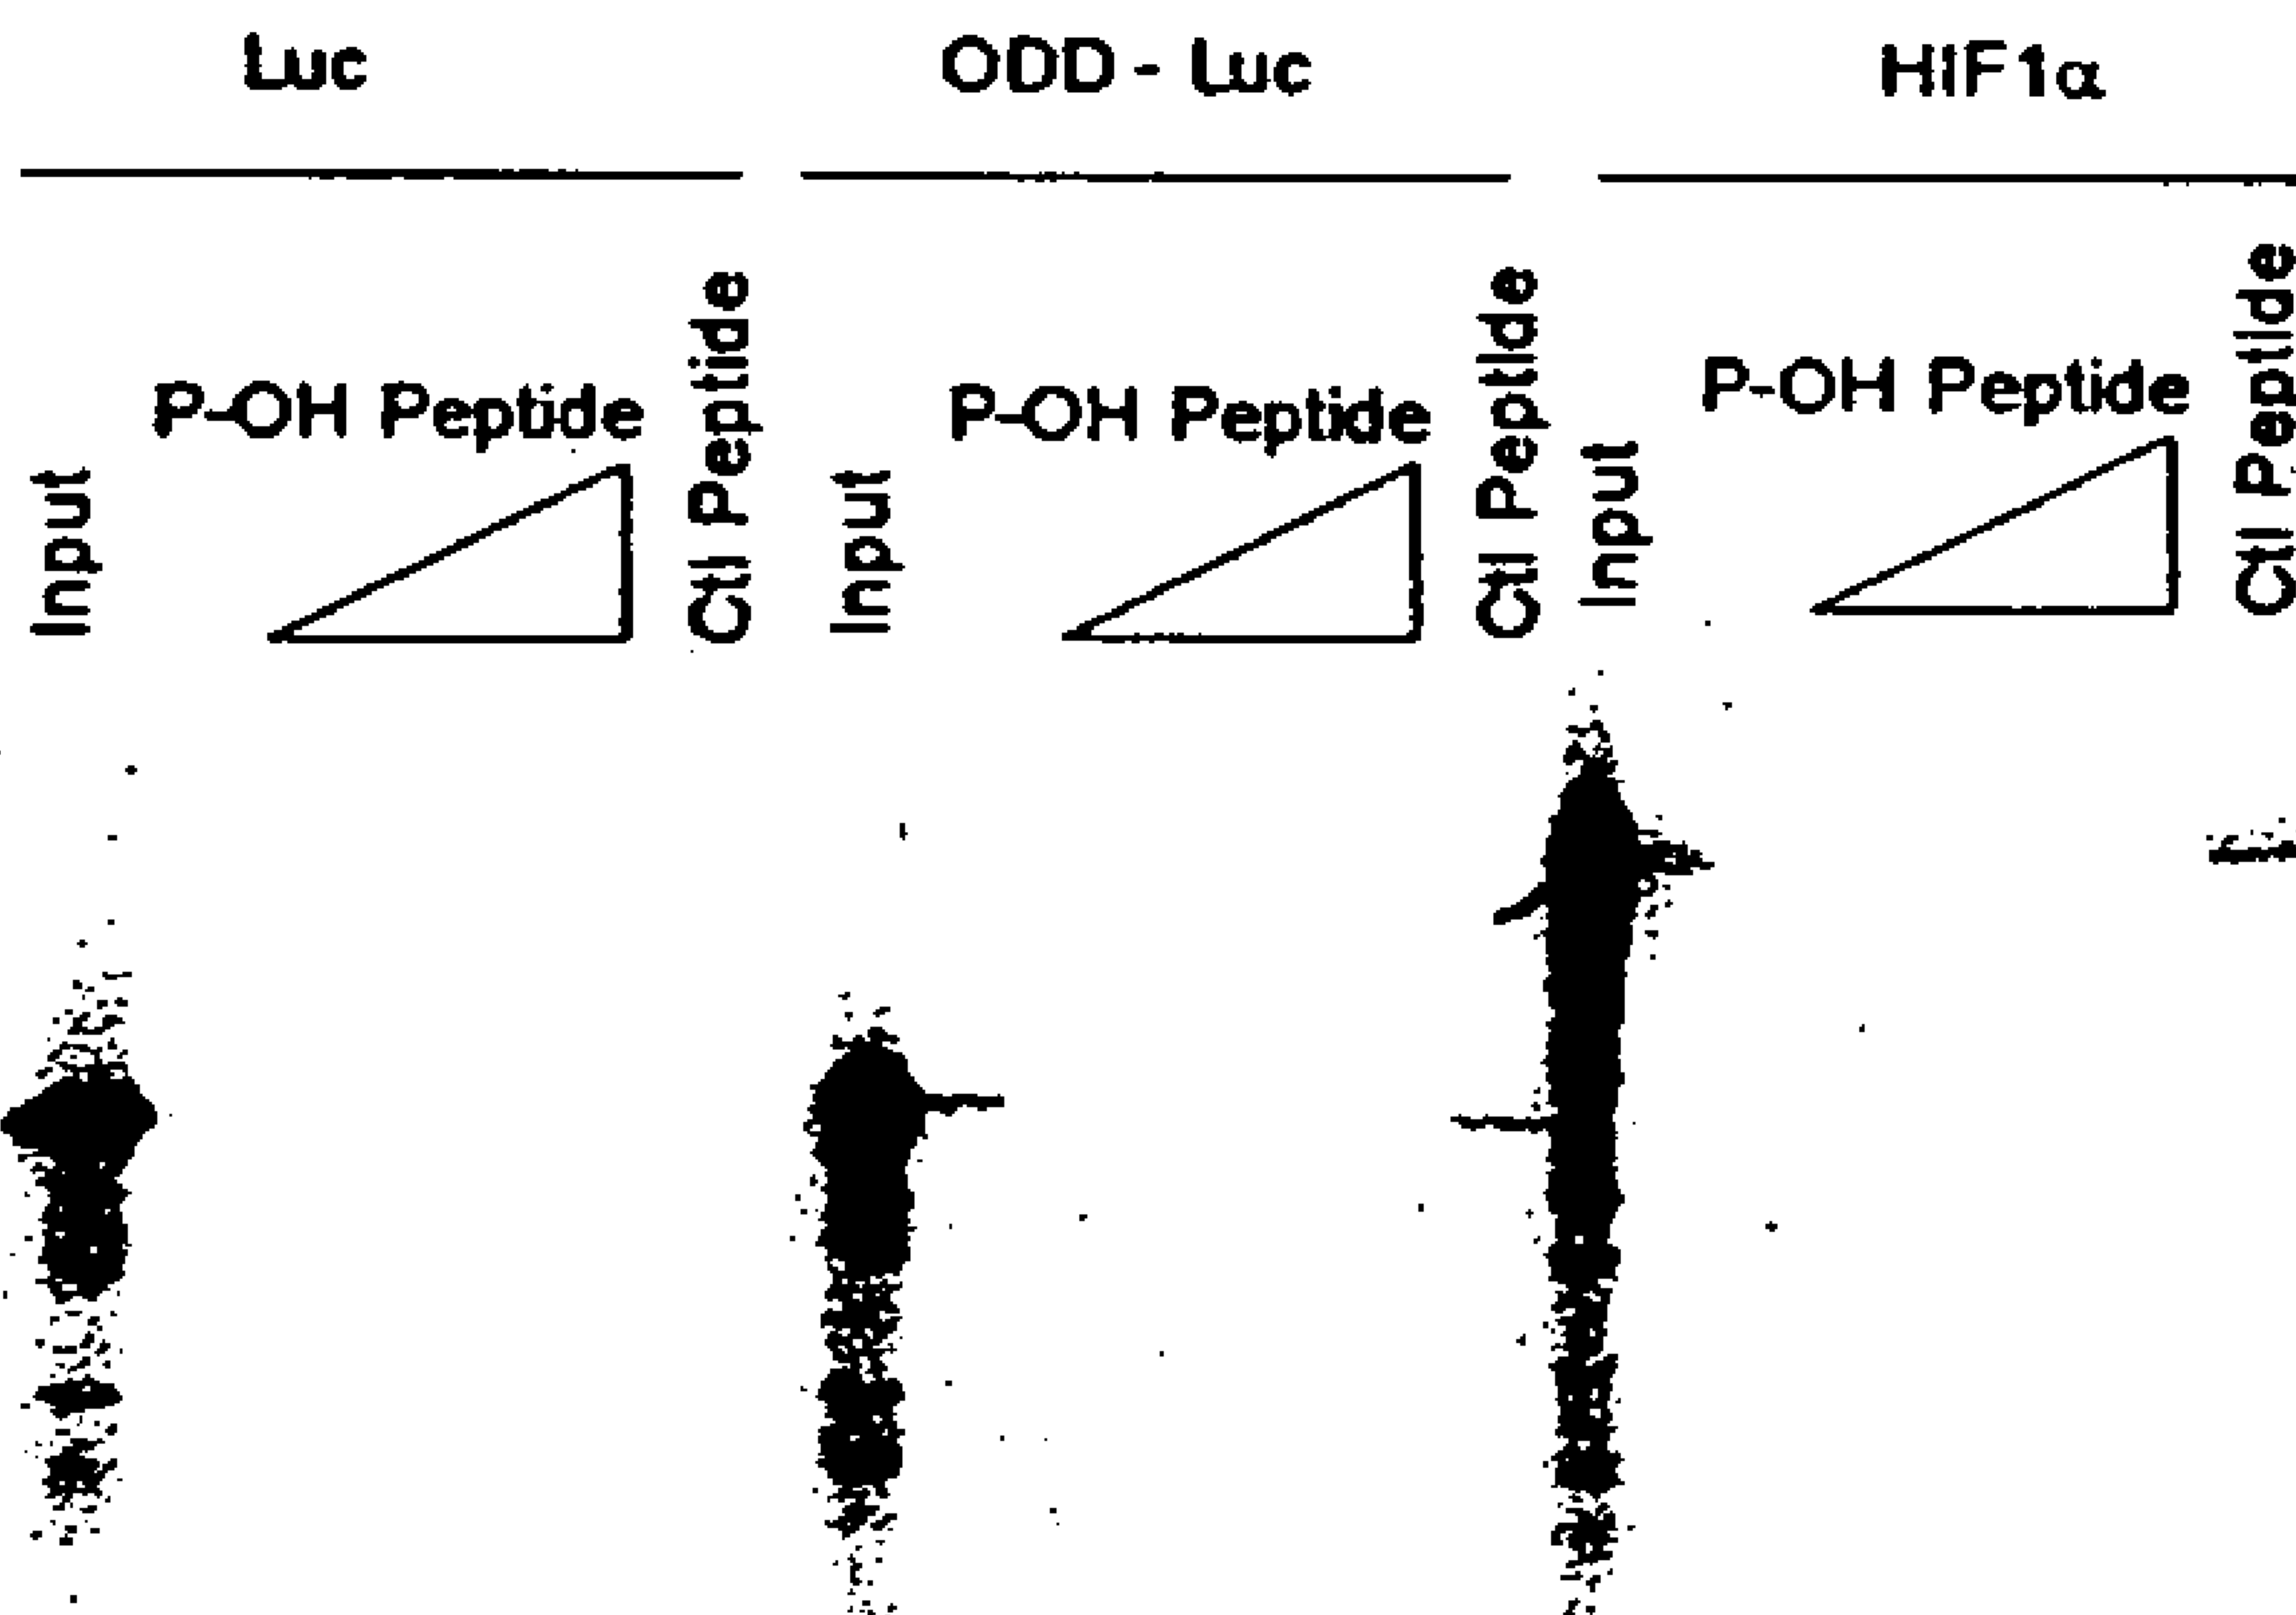 Luc ODD - Luc HIF1α
P-OH Peptide P-OH Peptide P-OH Peptide
Input Ctl Peptide Input Ctl Peptide Input Ctl Peptide